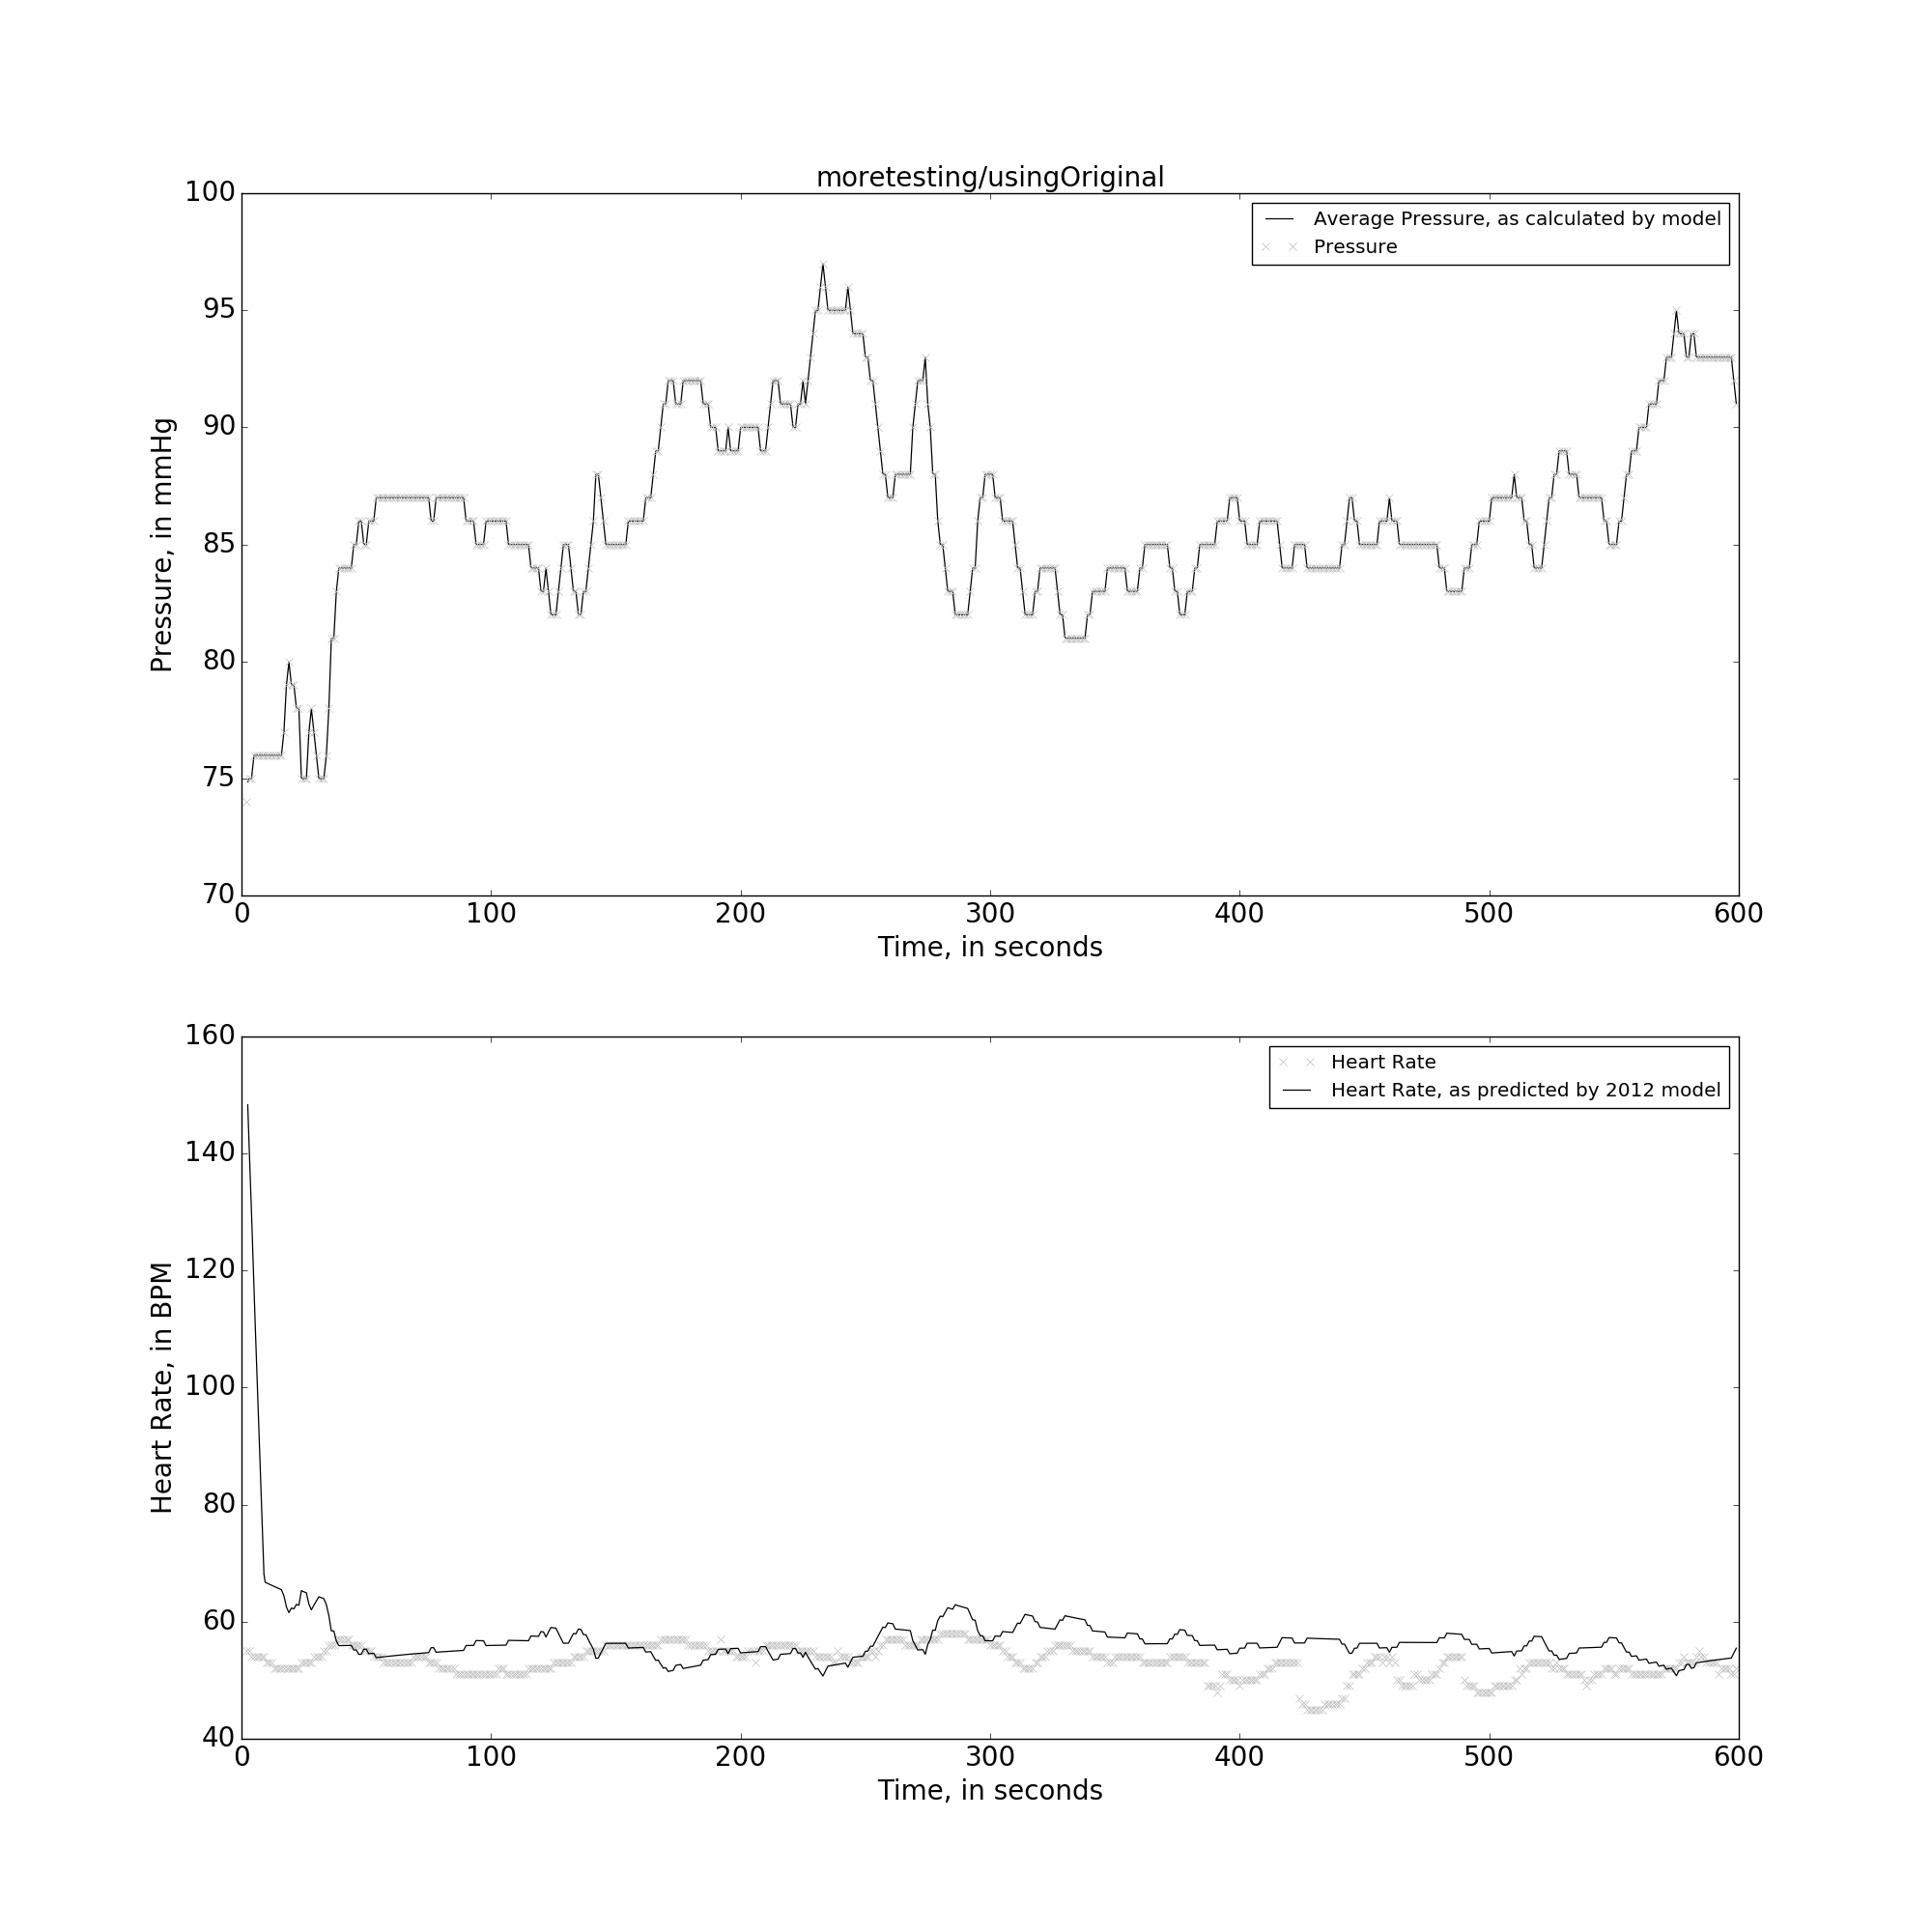 moretesting/usingOriginal
100
95
90
85
80
75
70
Pressure, in mmHg
Average Pressure, as calculated by model
Pressure
0 100 200 300 400 500 600
Time, in seconds
160
140
120
100
80
60
40
Heart Rate, in BPM
Heart Rate
Heart Rate, as predicted by 2012 model
0 100 200 300 400 500 600
Time, in seconds